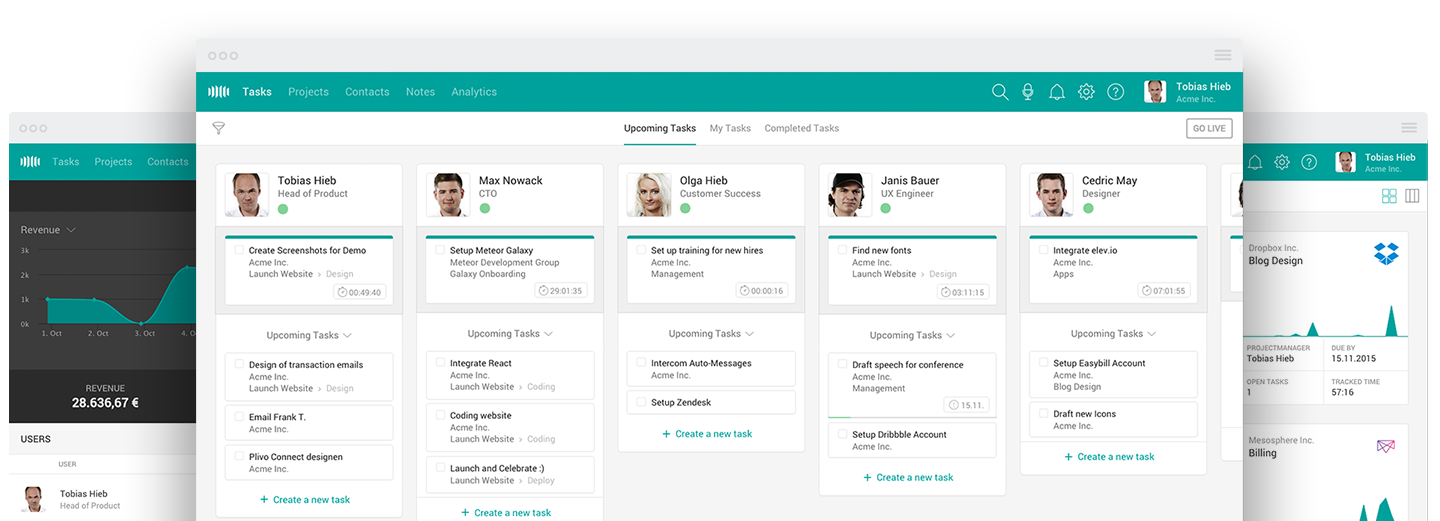 Tasks
Projects
Contacts
Notes
Analytics
Tobias Hieb
Acme Inc.
Upcoming Tasks
My Tasks
Completed Tasks
GO LIVE
Tobias Hieb
Head of Product
Create Screenshots for Demo
Acme Inc.
Launch Website > Design
00:49:40
Upcoming Tasks
Design of transaction emails
Acme Inc.
Launch Website > Design
Email Frank T.
Acme Inc.
Plivo Connect designen
Acme Inc.
+ Create a new task
Max Nowack
CTO
Setup Meteor Galaxy
Meteor Development Group
Galaxy Onboarding
29:01:35
Upcoming Tasks
Integrate React
Acme Inc.
Launch Website > Coding
Coding website
Acme Inc.
Launch Website > Coding
Launch and Celebrate :)
Launch Website > Deploy
+ Create a new task
Olga Hieb
Customer Success
Set up training for new hires
Acme Inc.
Management
00:00:16
Upcoming Tasks
Intercom Auto-Messages
Acme Inc.
Setup Zendesk
+ Create a new task
Janis Bauer
UX Engineer
Find new fonts
Acme Inc.
Launch Website > Design
03:11:15
Upcoming Tasks
Draft speech for conference
Acme Inc.
Management
15.11.
Setup Dribbble Account
Acme Inc.
+ Create a new task
Cedric May
Designer
Integrate elev.io
Acme Inc.
Apps
07:01:55
Upcoming Tasks
Setup Easybill Account
Acme Inc.
Blog Design
Draft new Icons
Acme Inc.
+ Create a new task
Tasks
Projects
Contacts
Revenue
3k
2k
1k
0k
1. Oct
2. Oct
3. Oct
4. O
REVENUE
28.636,67 €
USERS
USER
Tobias Hieb
Head of Product
Tobias Hieb
Acme Inc.
Dropbox Inc.
Blog Design
PROJECTMANAGER
Tobias Hieb
DUE BY
15.11.2015
OPEN TASKS
1
TRACKED TIME
57:16
Mesosphere Inc.
Billing